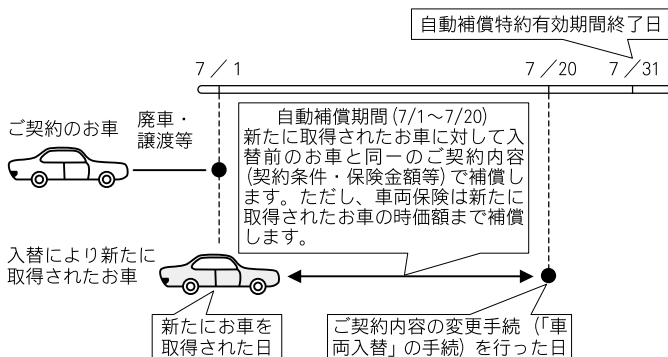 自動補償特約有効期間終了日
7／1
7／20
7／31
ご契約のお車
廃車・
譲渡等
自動補償期間(7/1～7/20)
新たに取得されたお車に対して入
替前のお車と同一のご契約内容
(契約条件・保険金額等)で補償し
ます。ただし、車両保険は新たに
取得されたお車の時価額まで補償
します。
入替により新たに
取得されたお車
新たにお車を
取得された日
ご契約内容の変更手続（「車
両入替」の手続）を行った日